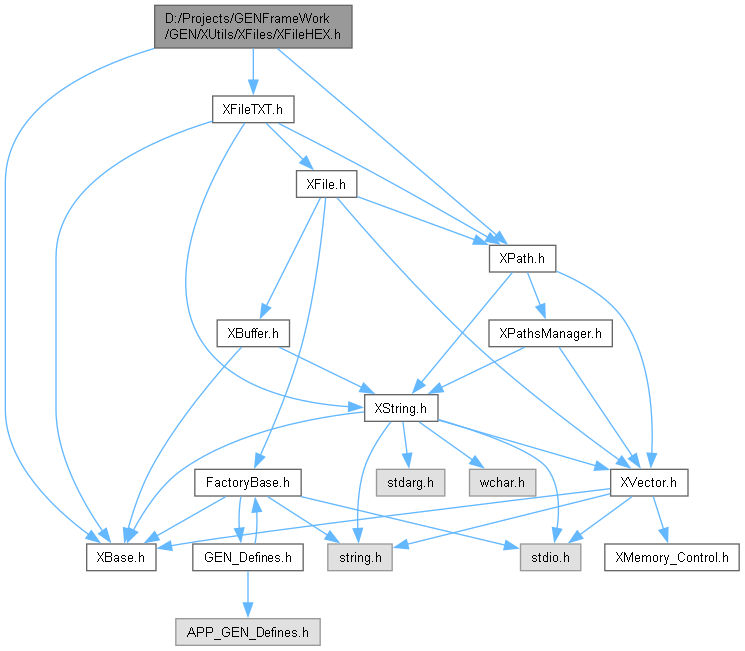 D:/Projects/GENFrameWork
/GEN/XUtils/XFiles/XFileHEX.h
XFileTXT.h
XFile.h
XPath.h
XBuffer.h
XPathsManager.h
XString.h
FactoryBase.h
stdarg.h
wchar.h
XVector.h
XBase.h
GEN_Defines.h
string.h
stdio.h
XMemory_Control.h
APP_GEN_Defines.h